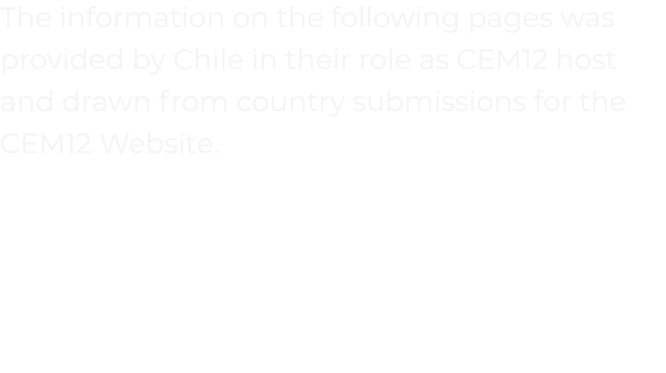 The information on the following pages was
provided by Chile in their role as CEM12 host
and drawn from country submissions for the
CEM12 Website.